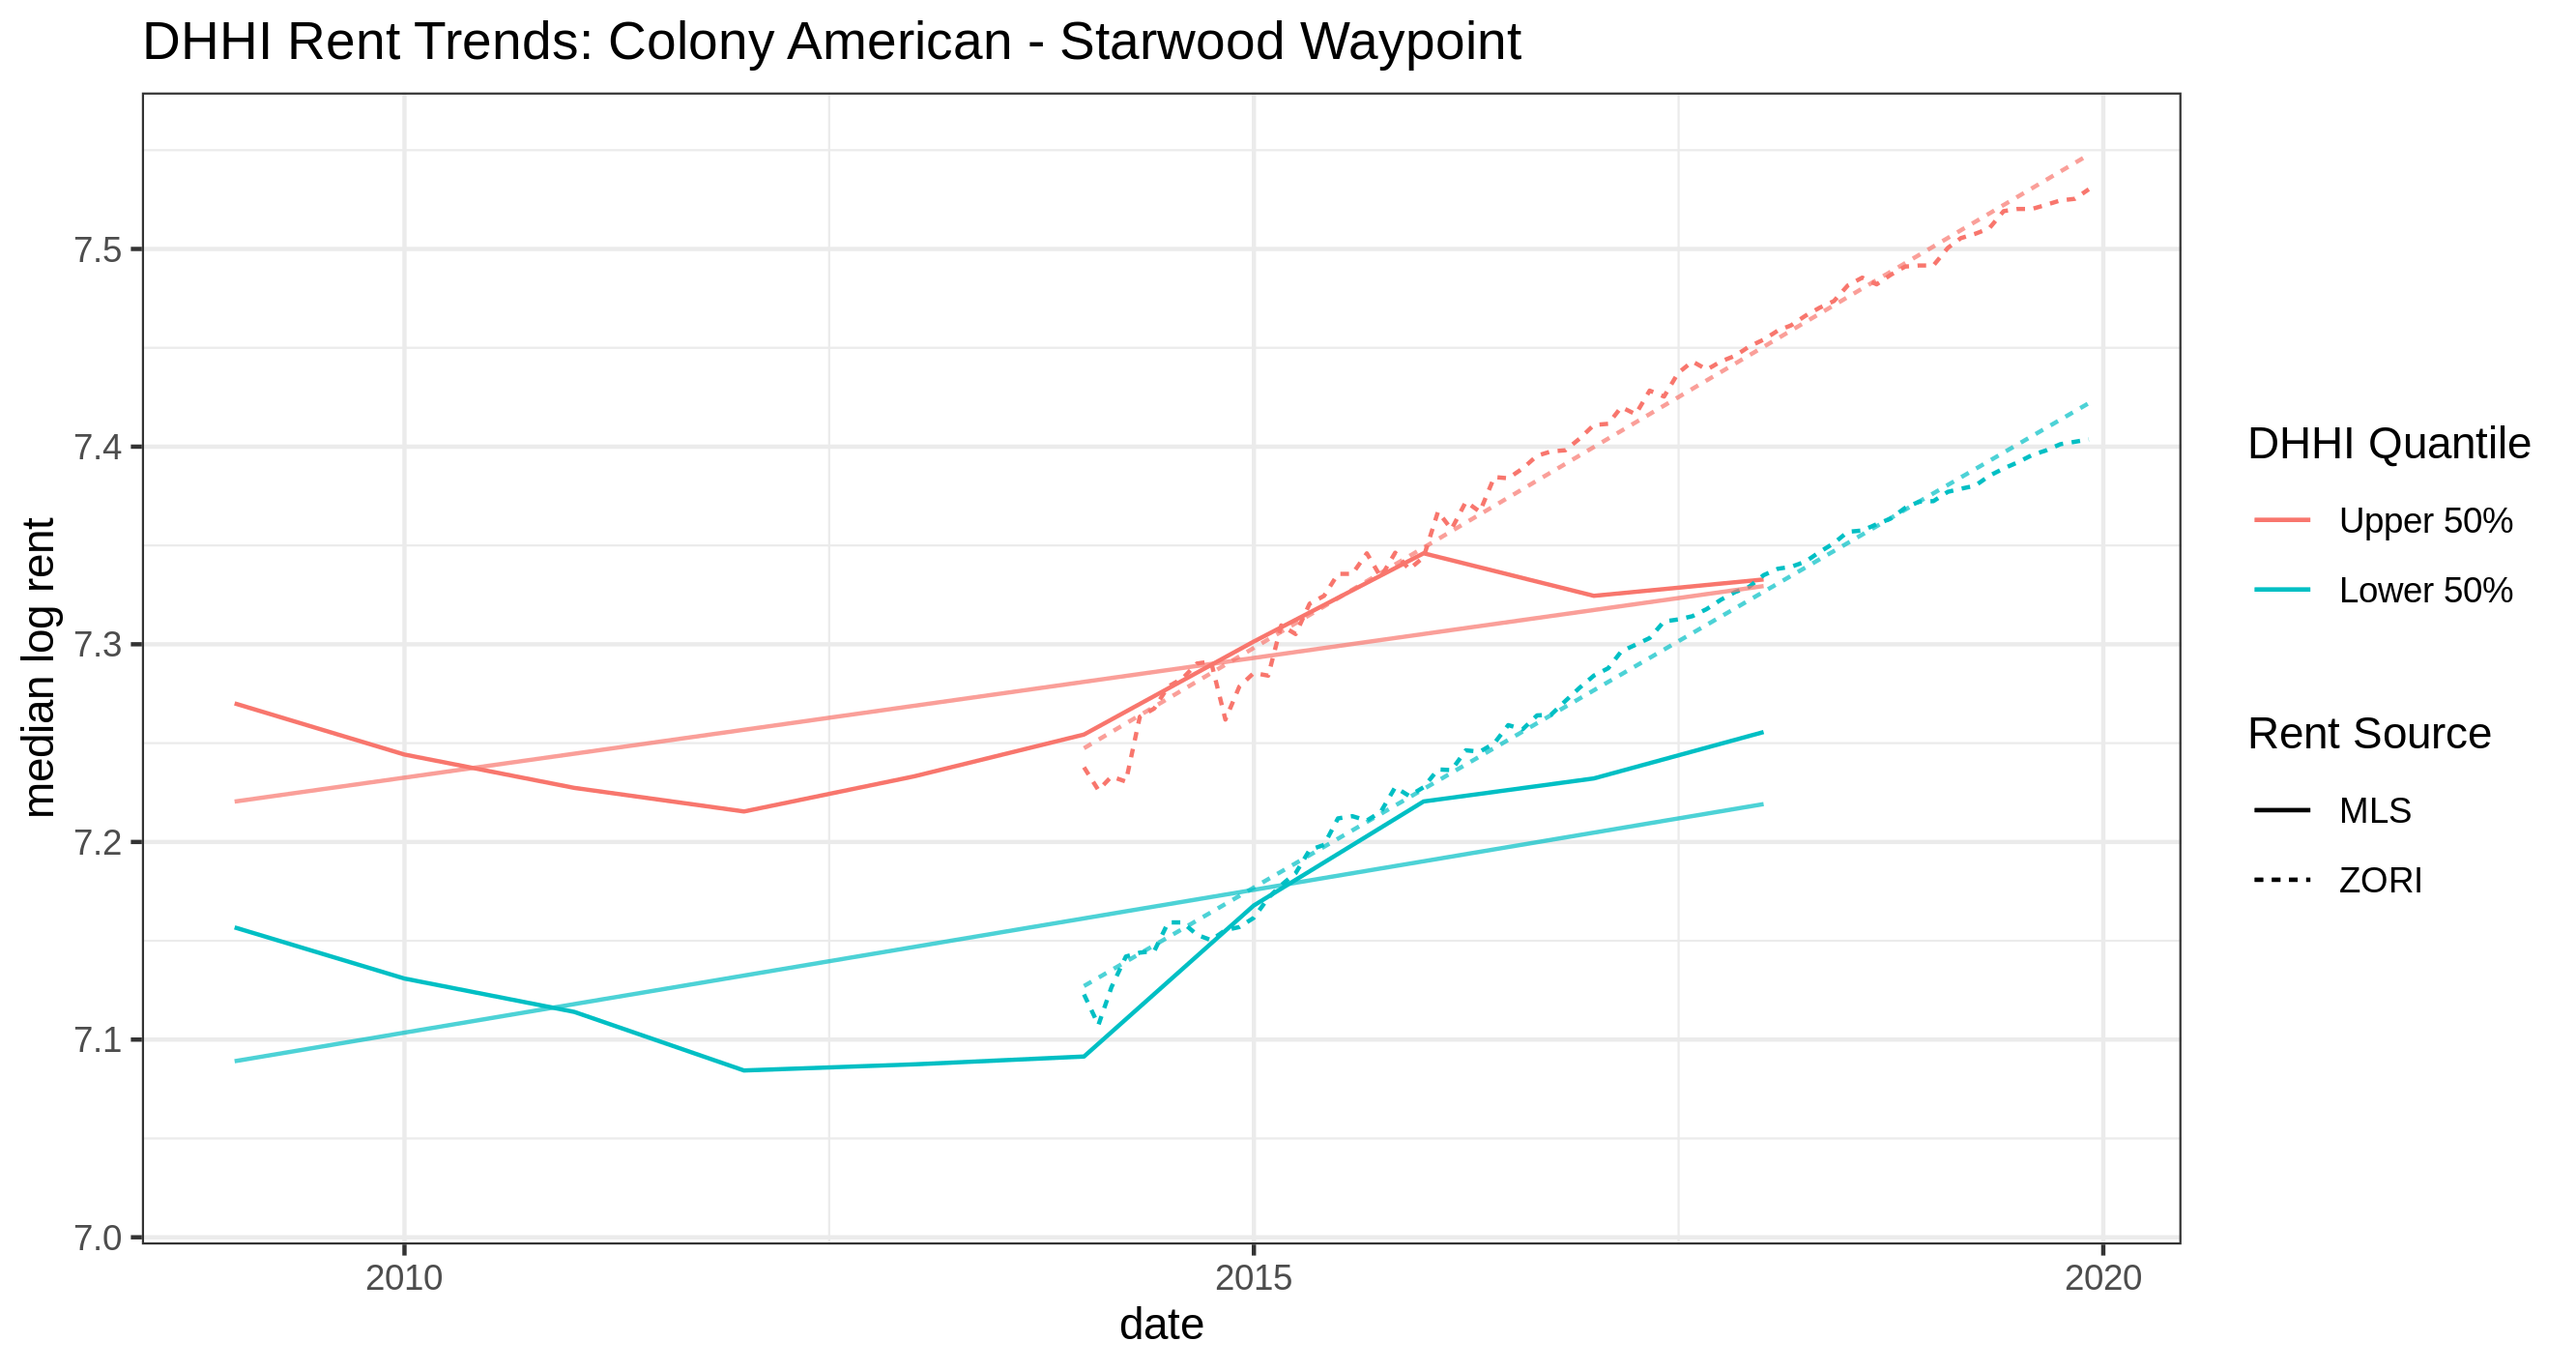 DHHI Rent Trends: Colony American - Starwood Waypoint
median log rent
7.5
7.4
7.3
7.2
7.1
7.0
2010
2015
2020
date
DHHI Quantile
Upper 50%
Lower 50%
Rent Source
MLS
ZORI